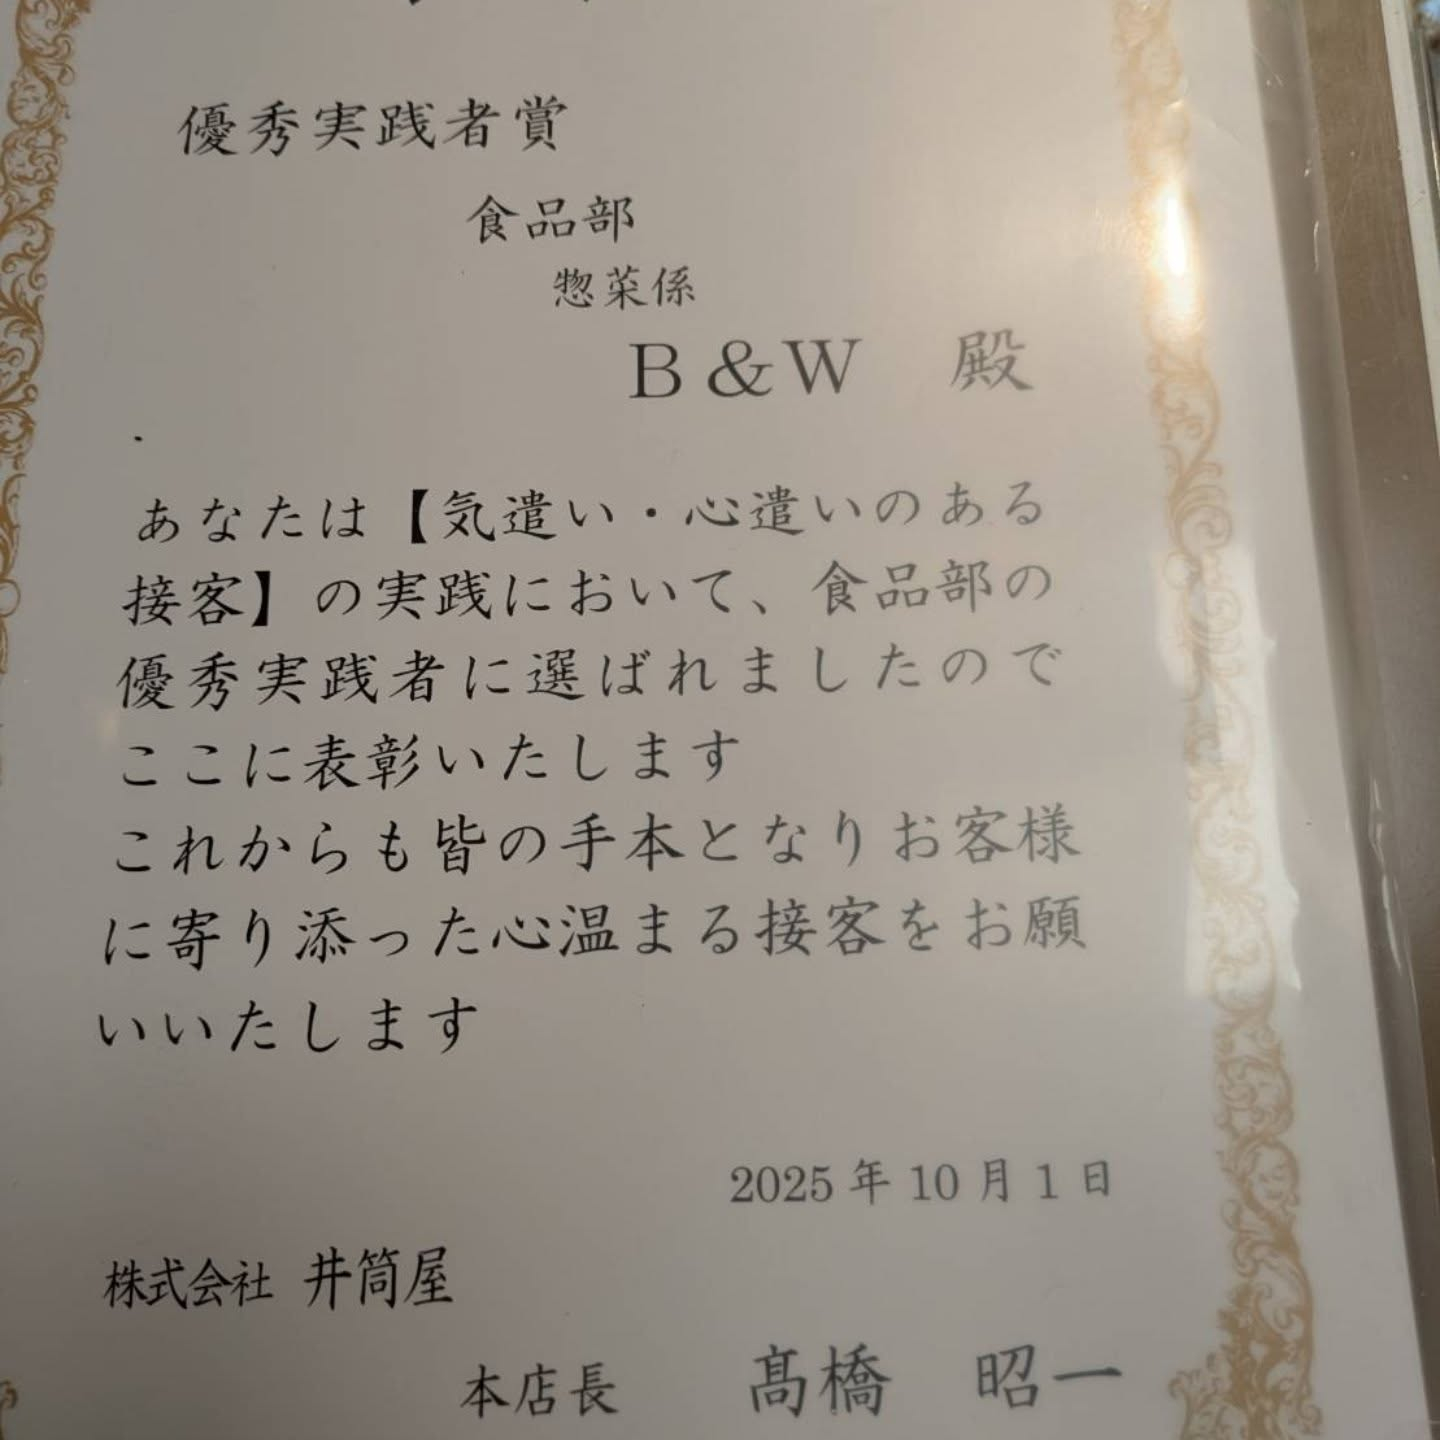 優秀実践者賞
食品部
惣菜係
B&W 殿
あなたは【気遣い・心遣いのある
接客】の実践において、食品部の
優秀実践者に選ばれましたので
ここに表彰いたします
これからも皆の手本となりお客様
に寄り添った心温まる接客をお願
いいたします
2025年10月1日
株式会社 井筒屋
本店長 髙橋 昭一